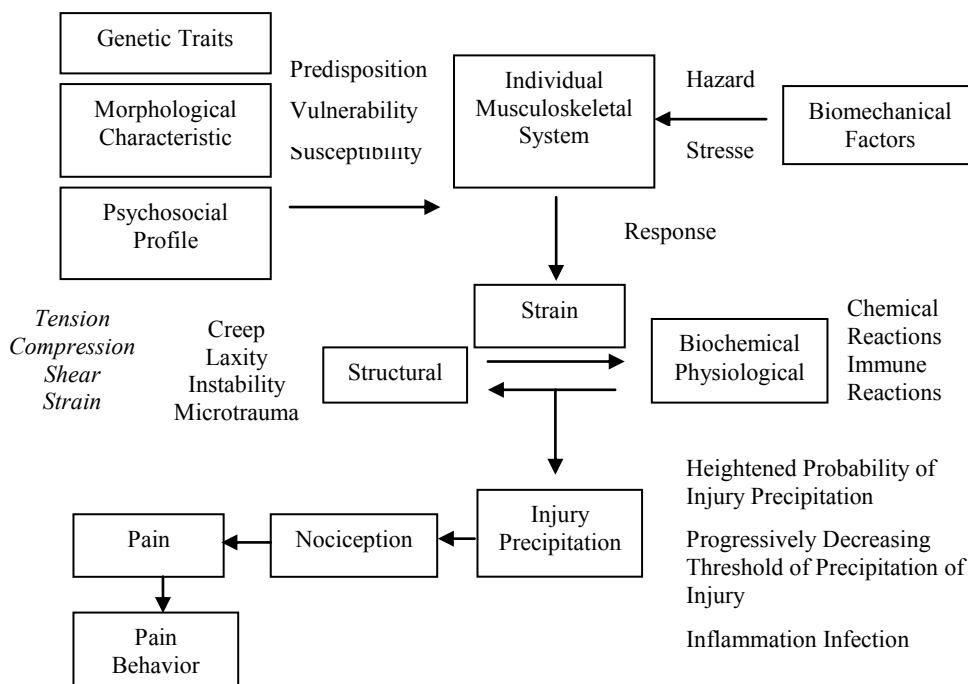 Genetic Traits
Morphological
Characteristic
Psychosocial
Profile
Predisposition
Vulnerability
Susceptibility
Individual
Musculoskeletal
System
Hazard
Stresse
Biomechanical
Factors
Response
Strain
Tension
Compression
Shear
Strain
Creep
Laxity
Instability
Microtrauma
Structural
Biochemical
Physiological
Chemical
Reactions
Immune
Reactions
Injury
Precipitation
Nociception
Pain
Pain
Behavior
Heightened Probability of
Injury Precipitation
Progressively Decreasing
Threshold of Precipitation of
Injury
Inflammation Infection